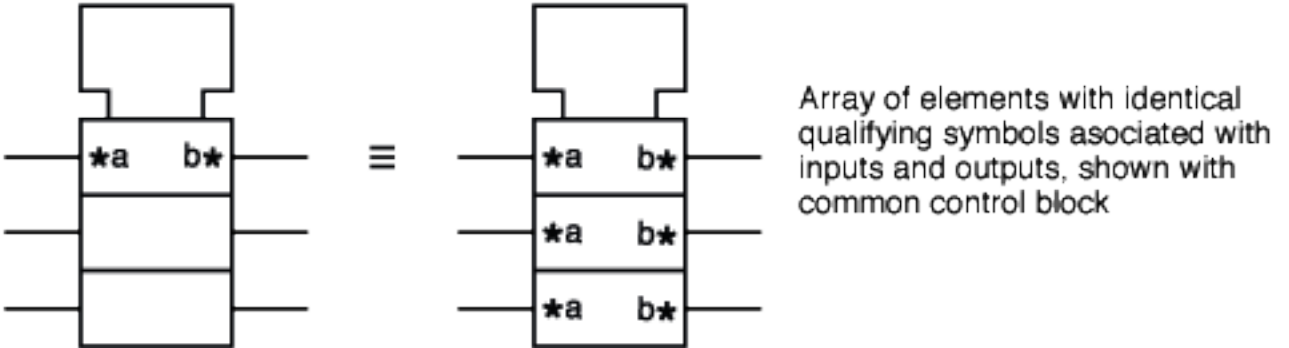 Array of elements with identical
qualifying symbols asociated with
inputs and outputs, shown with
common control block
*a b* ≡ *a b*
*a b*
*a b*